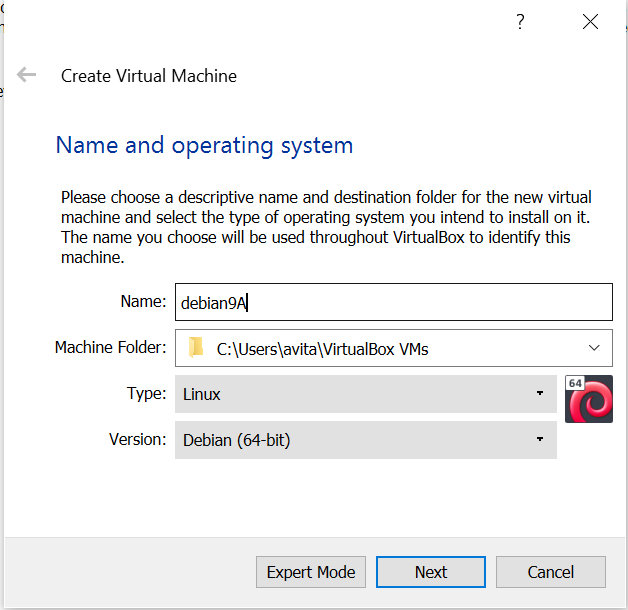 ?
Create Virtual Machine
Name and operating system
Please choose a descriptive name and destination folder for the new virtual
machine and select the type of operating system you intend to install on it.
The name you choose will be used throughout VirtualBox to identify this
machine.
Name: debian9A
Machine Folder: C:\Users\avita\VirtualBox VMs
Type: Linux
64
Version: Debian (64-bit)
Expert Mode Next Cancel